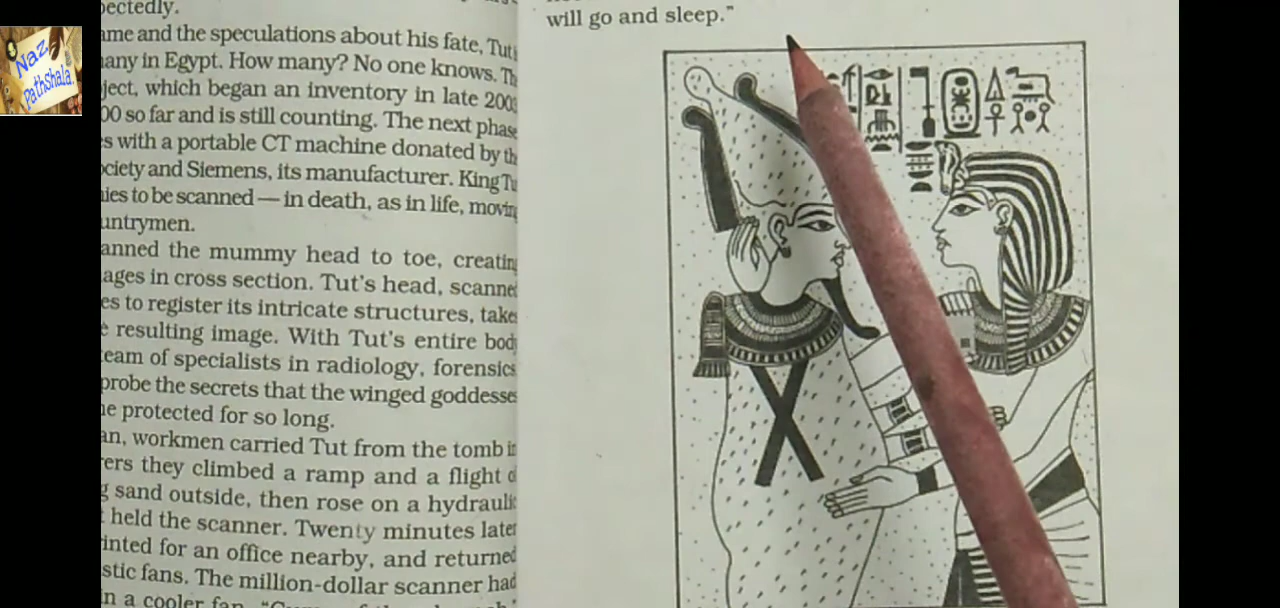 Naz
Pathshala
pectedly.
ame and the speculations about his fate, Tut
any in Egypt. How many? No one knows. Th
ject, which began an inventory in late 200
00 so far and is still counting. The next phase
s with a portable CT machine donated by th
ociety and Siemens, its manufacturer. King Tu
ies to be scanned — in death, as in life, moving
untrymen.
anned the mummy head to toe, creating
ages in cross section. Tut's head, scanned
es to register its intricate structures, takes
e resulting image. With Tut's entire body
eam of specialists in radiology, forensics
probe the secrets that the winged goddesses
e protected for so long.
an, workmen carried Tut from the tomb in
ers they climbed a ramp and a flight of
g sand outside, then rose on a hydraulic
t held the scanner. Twenty minutes later
inted for an office nearby, and returned
stic fans. The million-dollar scanner had
n a cooler fan.
will go and sleep."